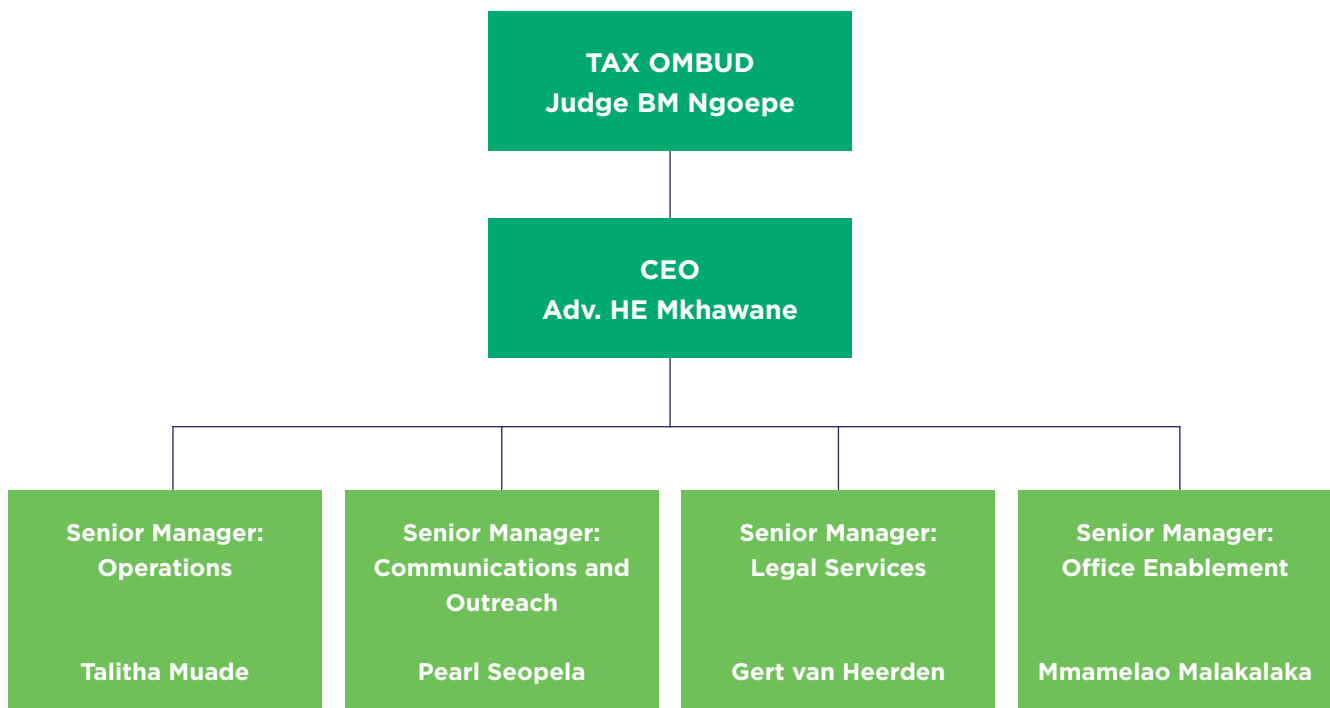 TAX OMBUD
Judge BM Ngoepe
CEO
Adv. HE Mkhawane
Senior Manager:
Operations
Talitha Muade
Senior Manager:
Communications and
Outreach
Pearl Seopela
Senior Manager:
Legal Services
Gert van Heerden
Senior Manager:
Office Enablement
Mmamelao Malakalaka